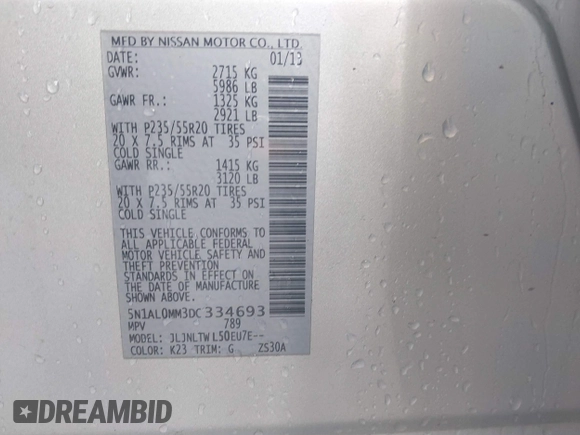 MFD BY NISSAN MOTOR CO., LTD.
DATE: 01/13
GVWR: 2715 KG
5986 LB
GAWR FR.: 1325 KG
2921 LB
WITH P235/55R20 TIRES
20 X 7.5 RIMS AT 35 PSI
COLD SINGLE
GAWR RR.: 1415 KG
3120 LB
WITH P235/55R20 TIRES
20 X 7.5 RIMS AT 35 PSI
COLD SINGLE
THIS VEHICLE CONFORMS TO
ALL APPLICABLE FEDERAL
MOTOR VEHICLE SAFETY AND
THEFT PREVENTION
STANDARDS IN EFFECT ON
THE DATE OF MANUFACTURE
SHOWN ABOVE.
5N1AL0MM3DC334693
MPV 789
MODEL: JLJNLTWL50EU7E--
COLOR: K23 TRIM: G ZS30A
DREAMBID